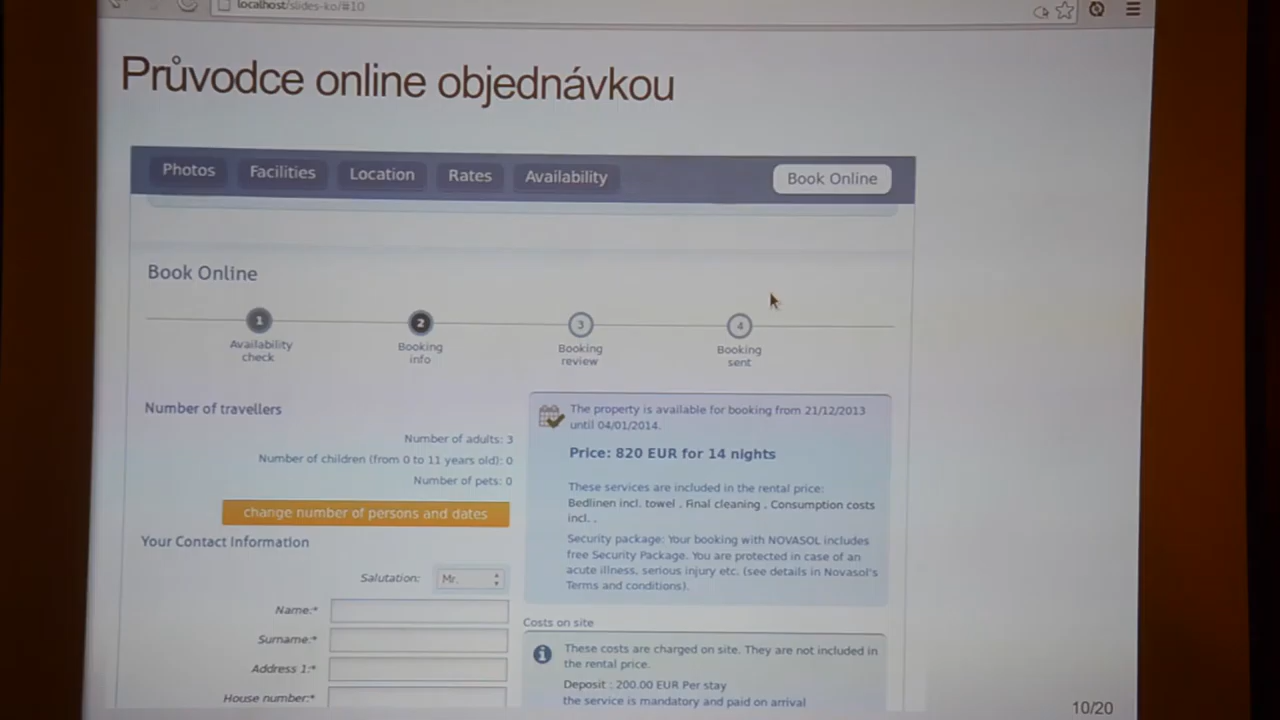 localhost/slides-ko/#10
Průvodce online objednávkou
Photos Facilities Location Rates Availability Book Online
Book Online
1 2 3 4
Availability check
Booking info
Booking review
Booking sent
Number of travellers
Number of adults: 3
Number of children (from 0 to 11 years old): 0
Number of pets: 0
change number of persons and dates
Your Contact Information
Salutation: Mr.
Name:*
Surname:*
Address 1:*
House number:*
The property is available for booking from 21/12/2013
until 04/01/2014.
Price: 820 EUR for 14 nights
These services are included in the rental price:
Bedlinen incl. towel , Final cleaning , Consumption costs
incl. .
Security package: Your booking with NOVASOL includes
free Security Package. You are protected in case of an
acute illness, serious injury etc. (see details in Novasol's
Terms and conditions).
Costs on site
These costs are charged on site. They are not included in
the rental price.
Deposit : 200.00 EUR Per stay
the service is mandatory and paid on arrival
10/20